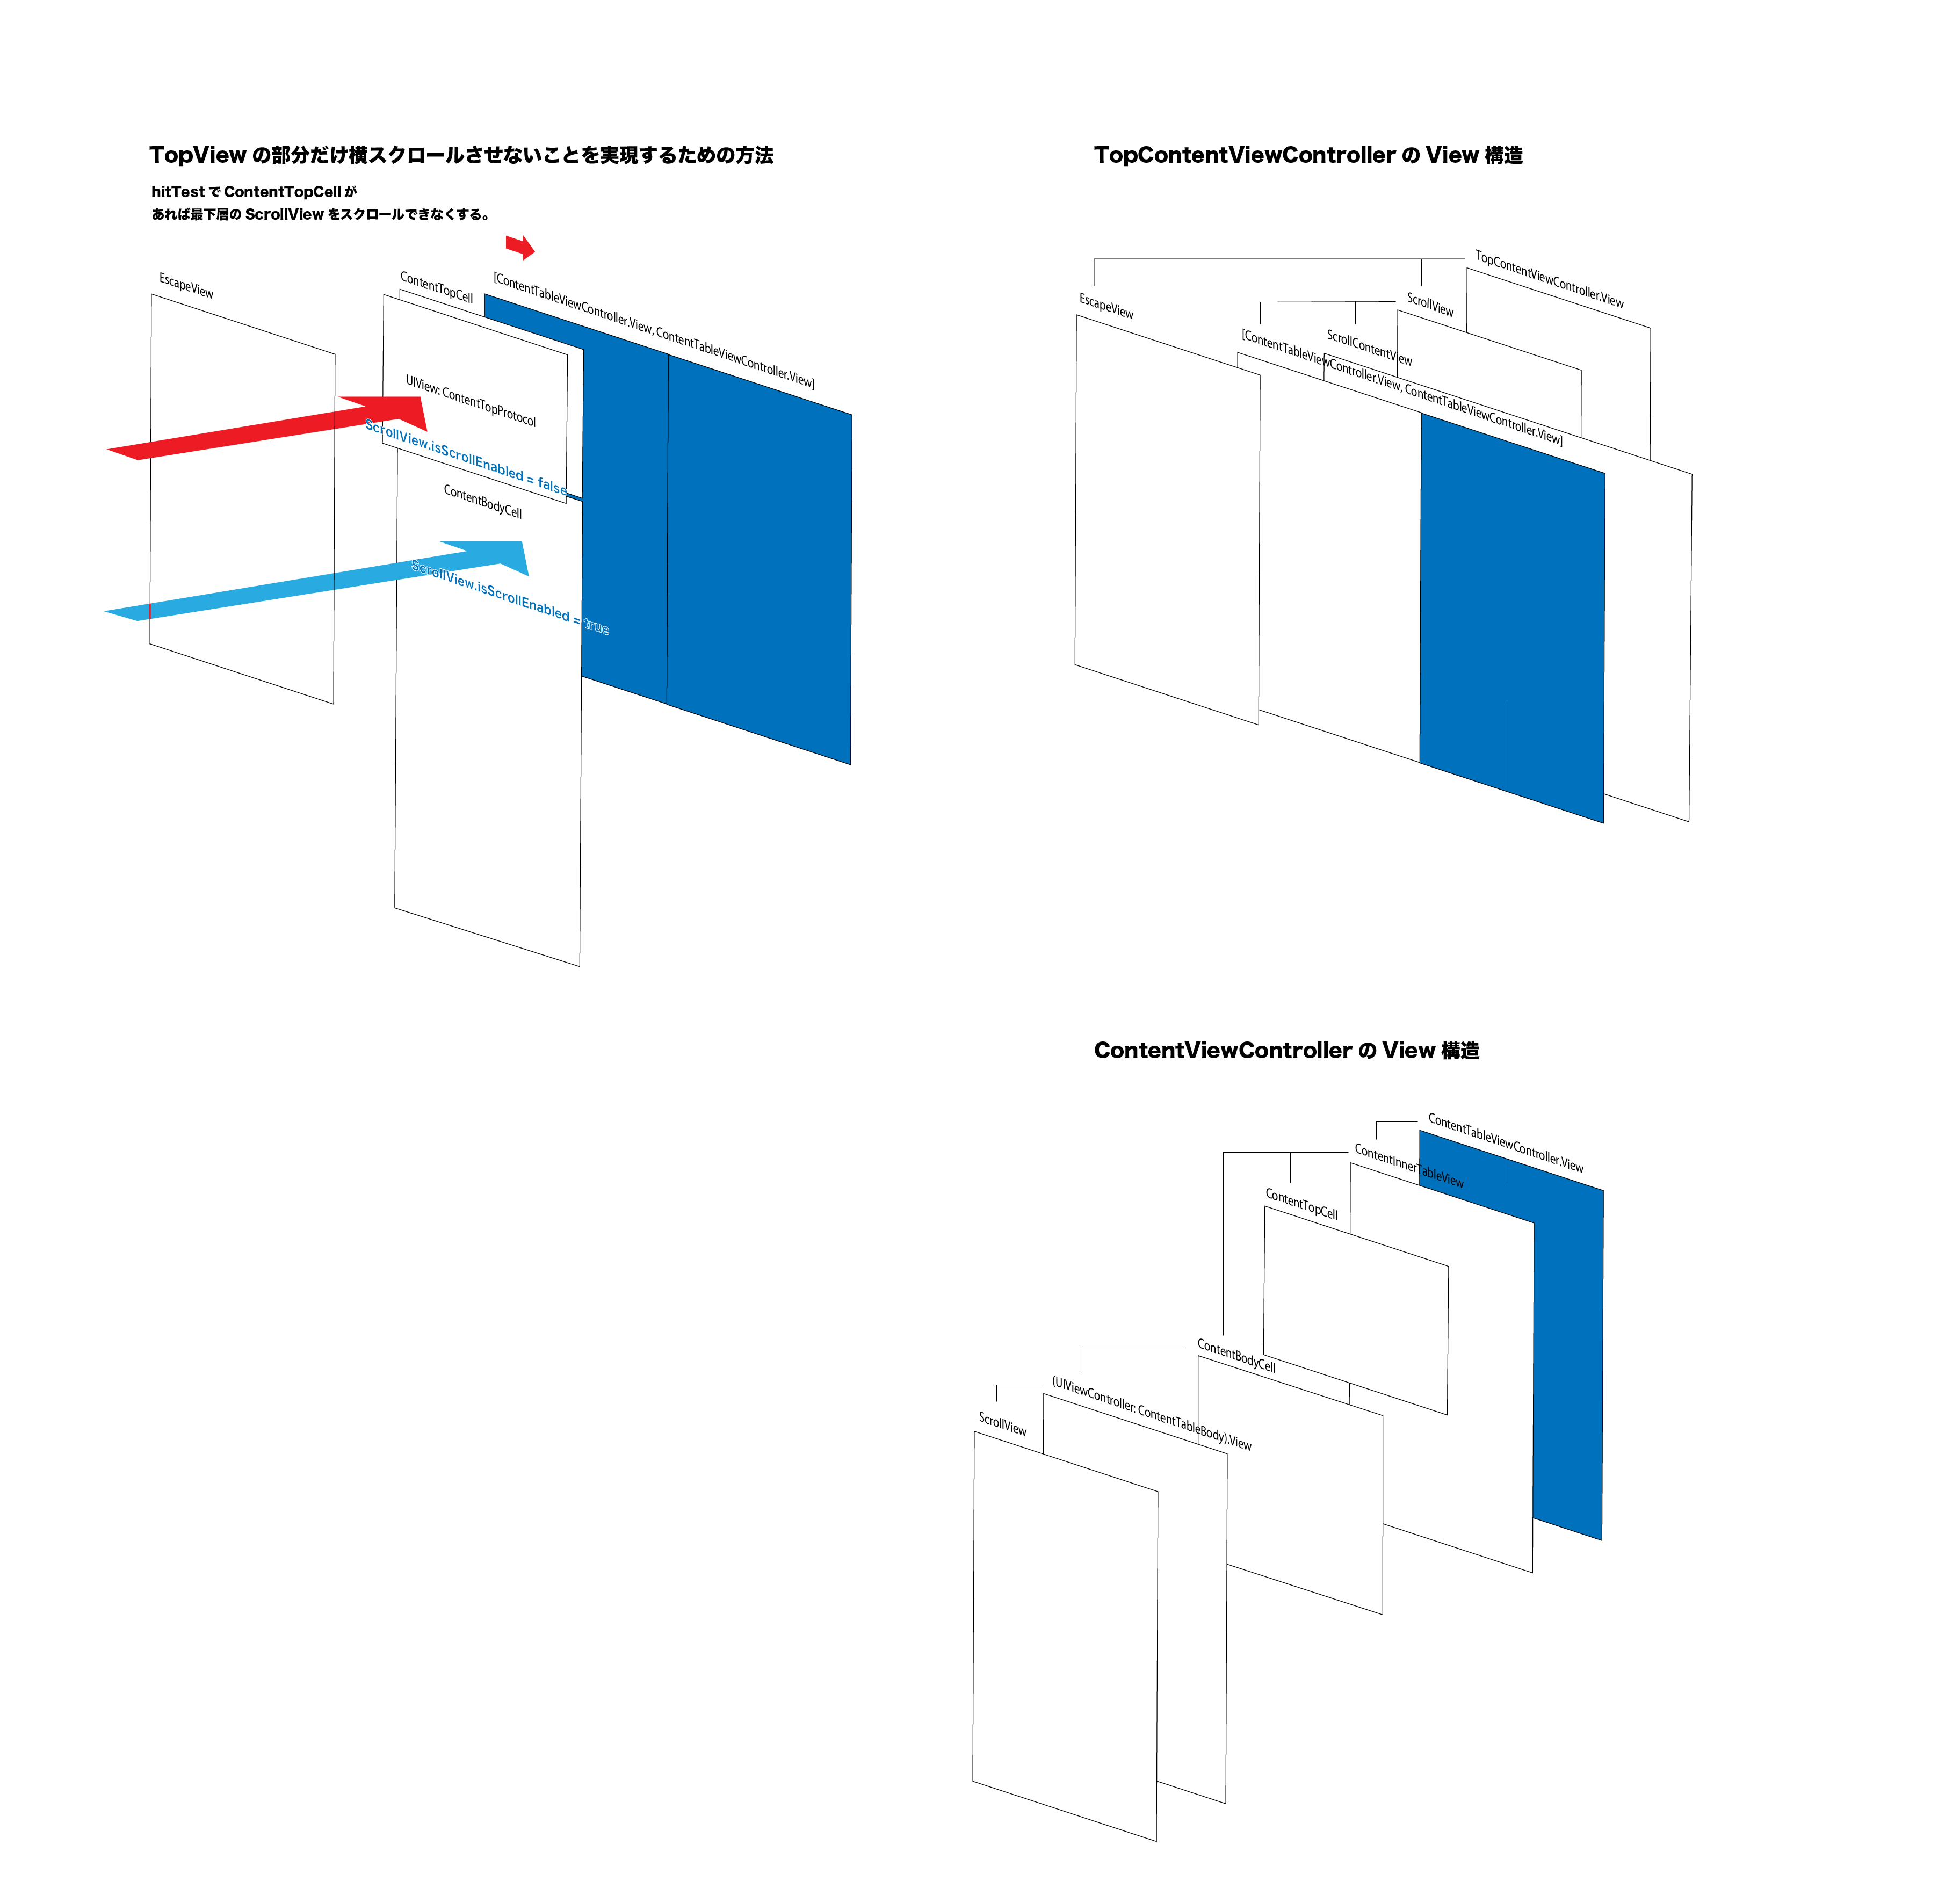 TopView の部分だけ横スクロールさせないことを実現するための方法
hitTest で ContentTopCell が
あれば最下層の ScrollView をスクロールできなくする。
EscapeView
ContentTopCell
[ContentTableViewController.View, ContentTableViewController.View]
UIView: ContentTopProtocol
ScrollView.isScrollEnabled = false
ContentBodyCell
ScrollView.isScrollEnabled = true
TopContentViewController の View 構造
TopContentViewController.View
ScrollView
EscapeView
ScrollContentView
[ContentTableViewController.View, ContentTableViewController.View]
ContentViewController の View 構造
ContentTableViewController.View
ContentInnerTableView
ContentTopCell
ContentBodyCell
(UIViewController: ContentTableBody).View
ScrollView